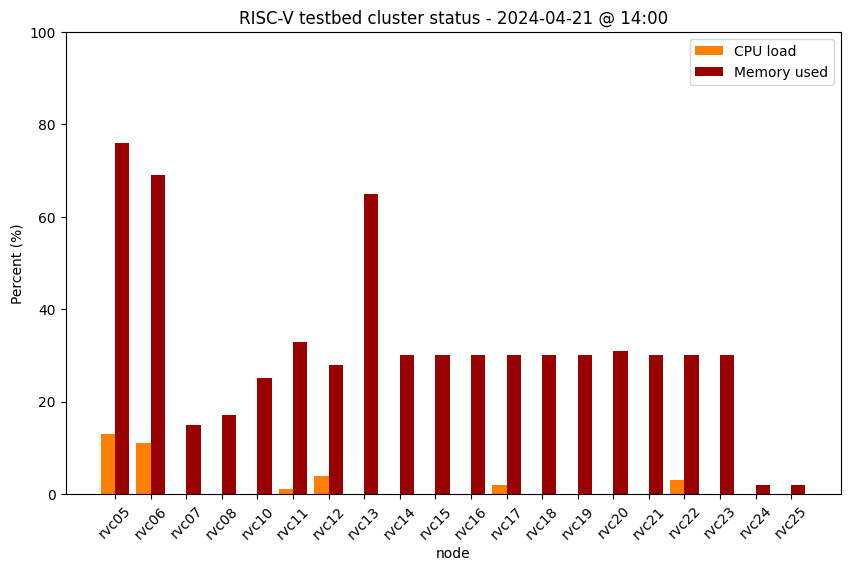 RISC-V testbed cluster status - 2024-04-21 @ 14:00
CPU load
Memory used
Percent (%)
100
80
60
40
20
0
rvc05
rvc06
rvc07
rvc08
rvc10
rvc11
rvc12
rvc13
rvc14
rvc15
rvc16
rvc17
rvc18
rvc19
rvc20
rvc21
rvc22
rvc23
rvc24
rvc25
node